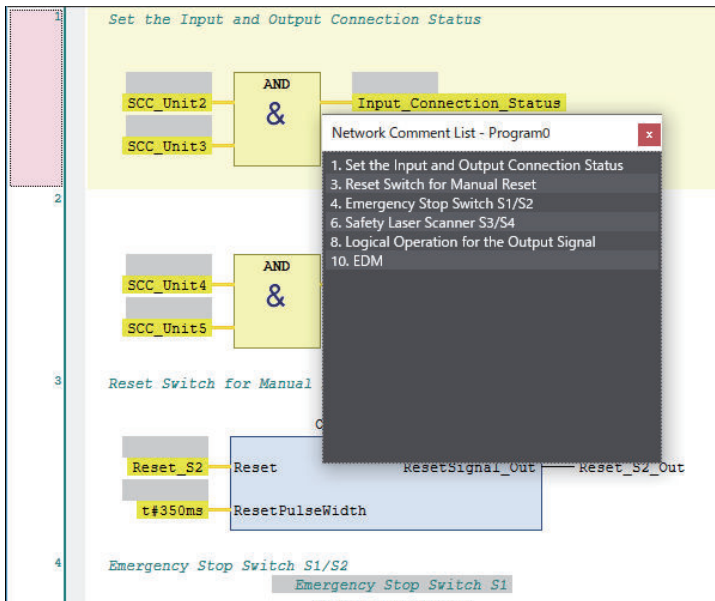 1
Set the Input and Output Connection Status
AND
&
SCC_Unit2
Input_Connection_Status
SCC_Unit3
Network Comment List - Program0
x
1. Set the Input and Output Connection Status
3. Reset Switch for Manual Reset
4. Emergency Stop Switch S1/S2
6. Safety Laser Scanner S3/S4
8. Logical Operation for the Output Signal
10. EDM
2
AND
&
SCC_Unit4
SCC_Unit5
3
Reset Switch for Manual
Reset_S2
Reset
ResetSignal_Out
Reset_S2_Out
t#350ms
ResetPulseWidth
4
Emergency Stop Switch S1/S2
Emergency Stop Switch S1